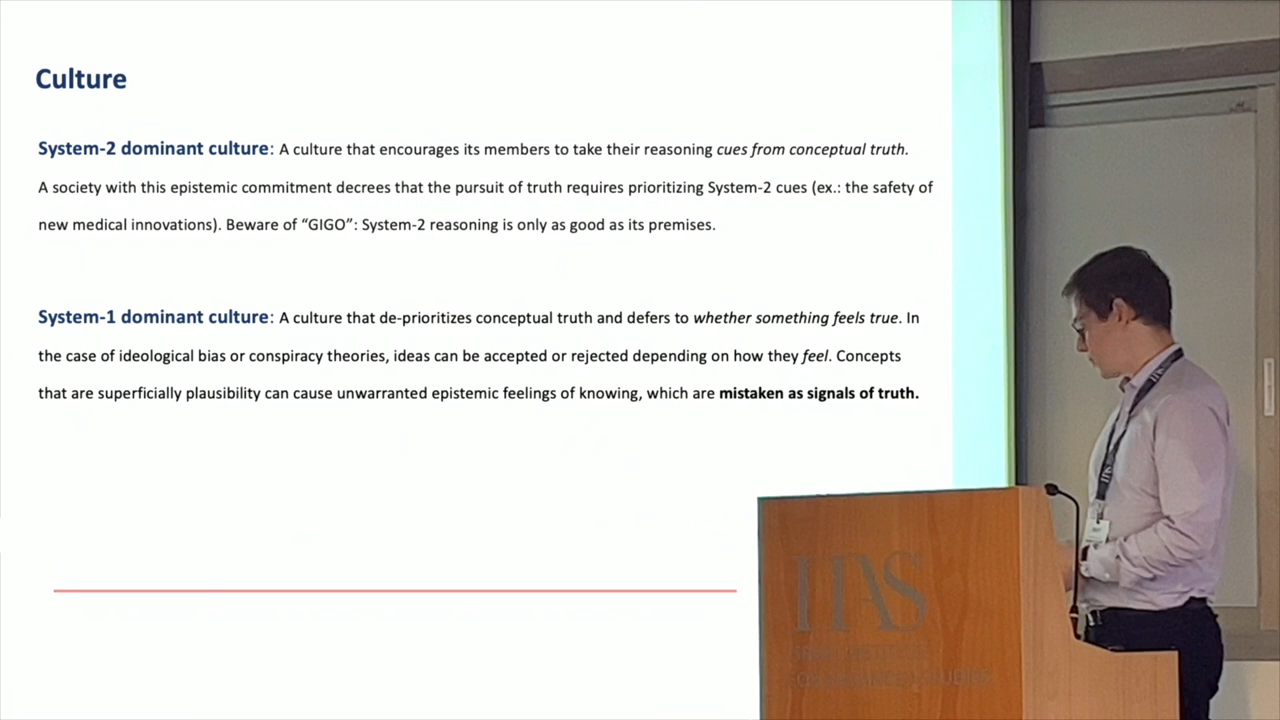 Culture
System-2 dominant culture: A culture that encourages its members to take their reasoning cues from conceptual truth.
A society with this epistemic commitment decrees that the pursuit of truth requires prioritizing System-2 cues (ex.: the safety of
new medical innovations). Beware of “GIGO”: System-2 reasoning is only as good as its premises.
System-1 dominant culture: A culture that de-prioritizes conceptual truth and defers to whether something feels true. In
the case of ideological bias or conspiracy theories, ideas can be accepted or rejected depending on how they feel. Concepts
that are superficially plausibility can cause unwarranted epistemic feelings of knowing, which are mistaken as signals of truth.
IIAS